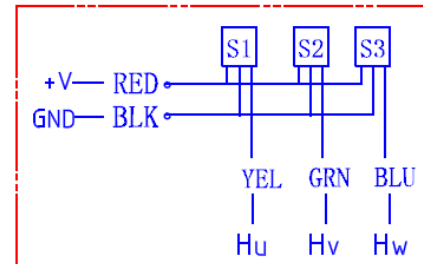 S1 S2 S3
+V RED
GND BLK
YEL GRN BLU
Hu Hv Hw